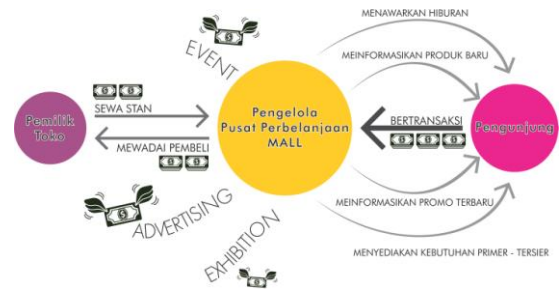 MENAWARKAN HIBURAN
EVENT
MEINFORMASIKAN PRODUK BARU
SEWA STAN
Pemilik
Toko
Pengelola
Pusat Perbelanjaan
MALL
BERTRANSAKSI
Pengunjung
MEWADAI PEMBELI
ADVERTISING
MEINFORMASIKAN PROMO TERBARU
EXHIBITION
MENYEDIAKAN KEBUTUHAN PRIMER - TERSIER